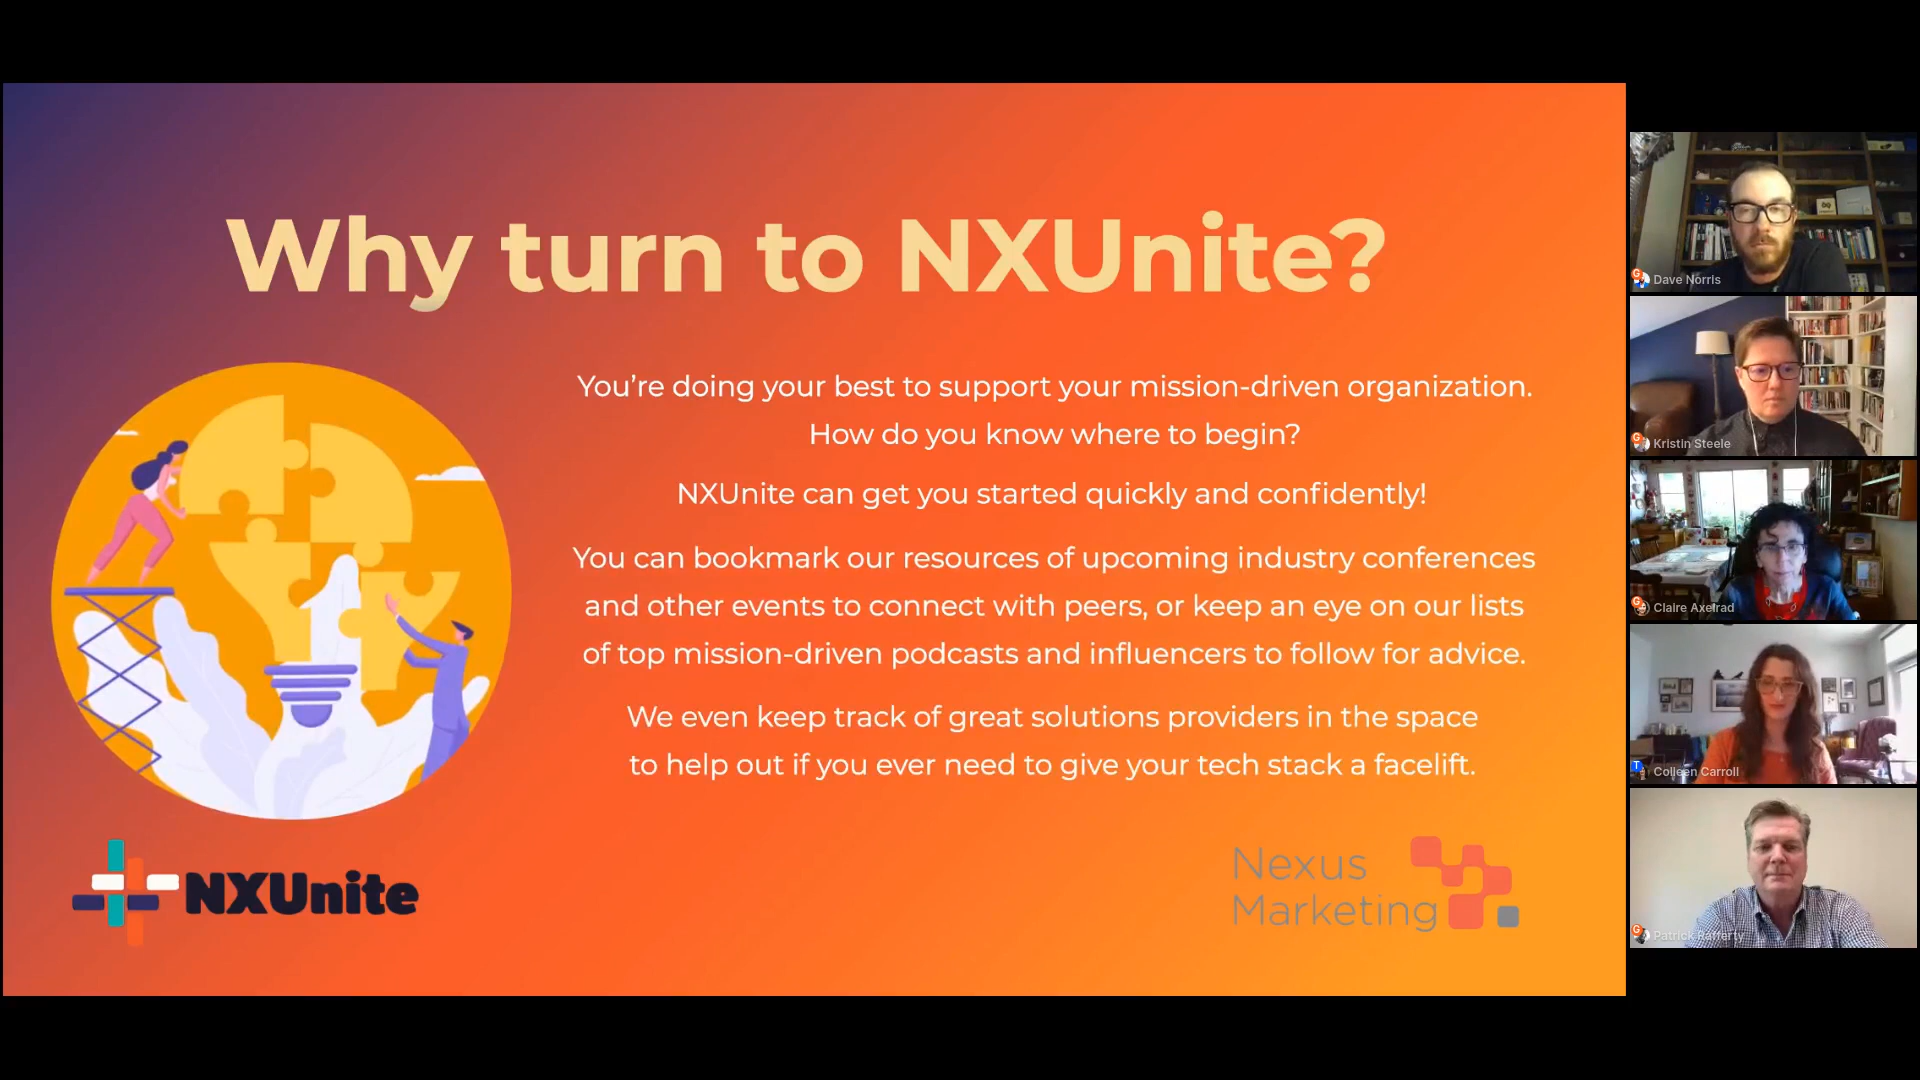 Why turn to NXUnite?
You’re doing your best to support your mission-driven organization.
How do you know where to begin?
NXUnite can get you started quickly and confidently!
You can bookmark our resources of upcoming industry conferences
and other events to connect with peers, or keep an eye on our lists
of top mission-driven podcasts and influencers to follow for advice.
We even keep track of great solutions providers in the space
to help out if you ever need to give your tech stack a facelift.
NXUnite
Nexus
Marketing
G
Dave Norris
G
Kristin Steele
G
Claire Axelrad
T
Colleen Carroll
G
Patrick Rafferty